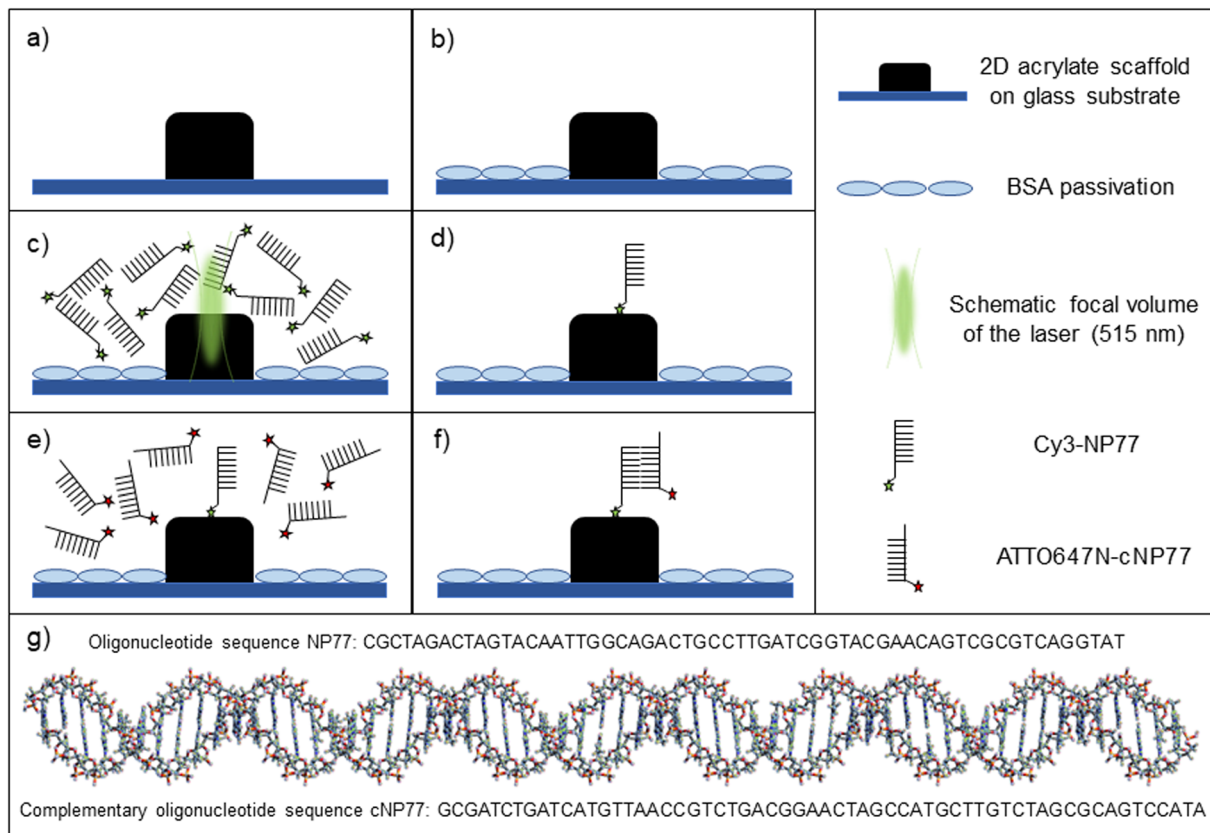 a)
b)
2D acrylate scaffold
on glass substrate
BSA passivation
c)
d)
Schematic focal volume
of the laser (515 nm)
e)
f)
Cy3-NP77
ATTO647N-cNP77
g)
Oligonucleotide sequence NP77: CGCTAGACTAGTACAATTGGCAGACTGCCTTGATCGGTACGAACAGTCGCGTCAGGTAT
Complementary oligonucleotide sequence cNP77: GCGATCTGATCATGTTAACCGTCTGACGGAACTAGCCATGCTTGTCTAGCGCAGTCCATA